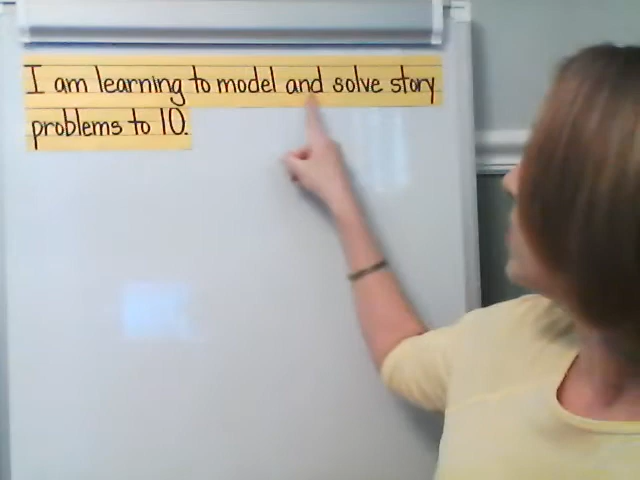 I am learning to model and solve story
problems to 10.